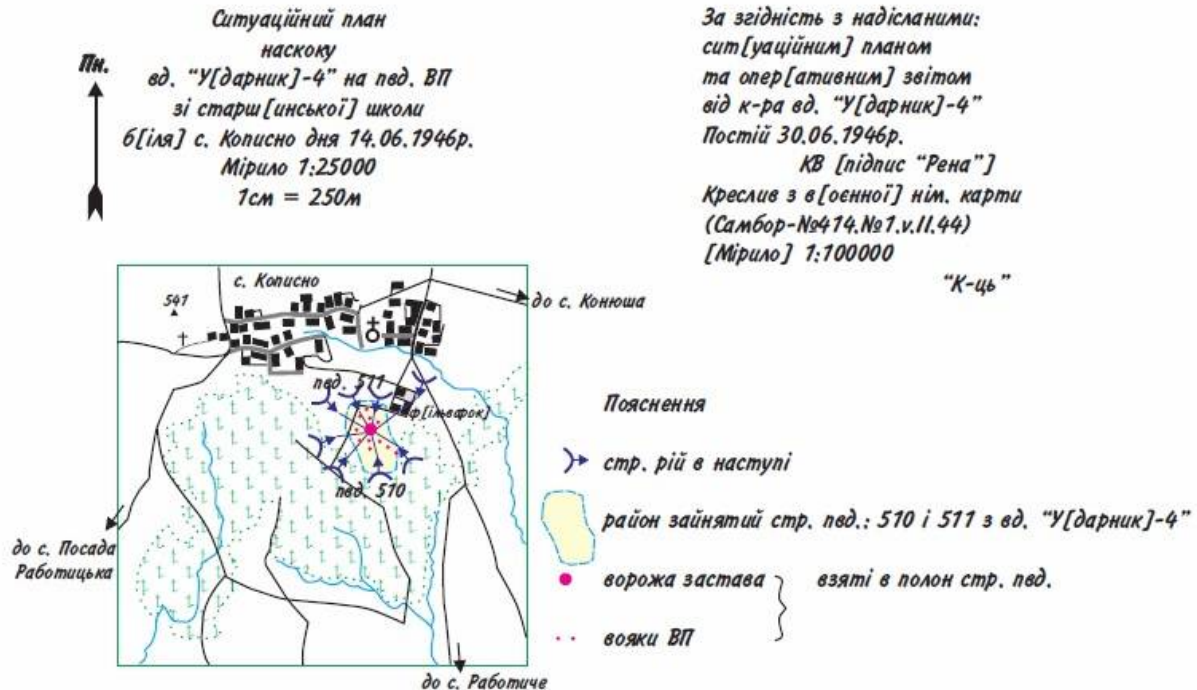 Ситуаційний план
наскоку
вд. “У[дарник]-4” на пвд. ВП
зі старш[инської] школи
б[іля] с. Кописно дня 14.06.1946р.
Мірило 1:25000
1см = 250м
Пн.
За згідність з надісланими:
сит[уаційним] планом
та опер[ативним] звітом
від к-ра вд. “У[дарник]-4”
Постій 30.06.1946р.
КВ [підпис “Рена”]
Креслив з в[оєнної] нім. карти
(Самбор-№414.№1.v.II.44)
[Мірило] 1:100000
“К-ць”
с. Кописно
541
до с. Конюша
пвд. 511
ф[ільварок]
пвд. 510
до с. Посада
Работицька
до с. Работиче
Пояснення
стр. рій в наступі
район зайнятий стр. пвд.: 510 і 511 з вд. “У[дарник]-4”
ворожа застава
взяті в полон стр. пвд.
вояки ВП